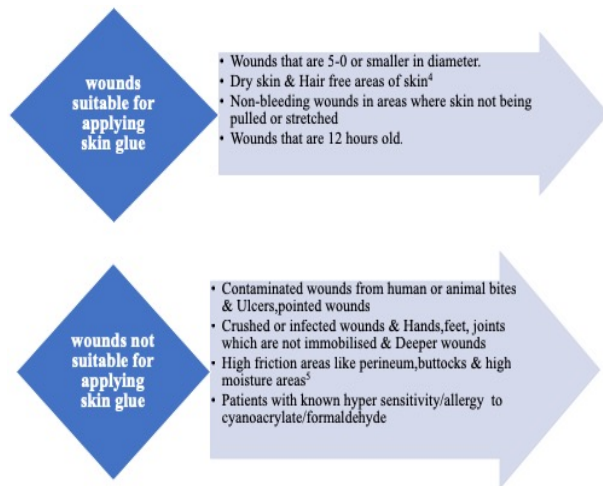 wounds
suitable for
applying
skin glue
• Wounds that are 5-0 or smaller in diameter.
• Dry skin & Hair free areas of skin4
• Non-bleeding wounds in areas where skin not being
pulled or stretched
• Wounds that are 12 hours old.
wounds not
suitable for
applying
skin glue
• Contaminated wounds from human or animal bites
& Ulcers,pointed wounds
• Crushed or infected wounds & Hands,feet, joints
which are not immobilised & Deeper wounds
• High friction areas like perineum,buttocks & high
moisture areas5
• Patients with known hyper sensitivity/allergy to
cyanoacrylate/formaldehyde